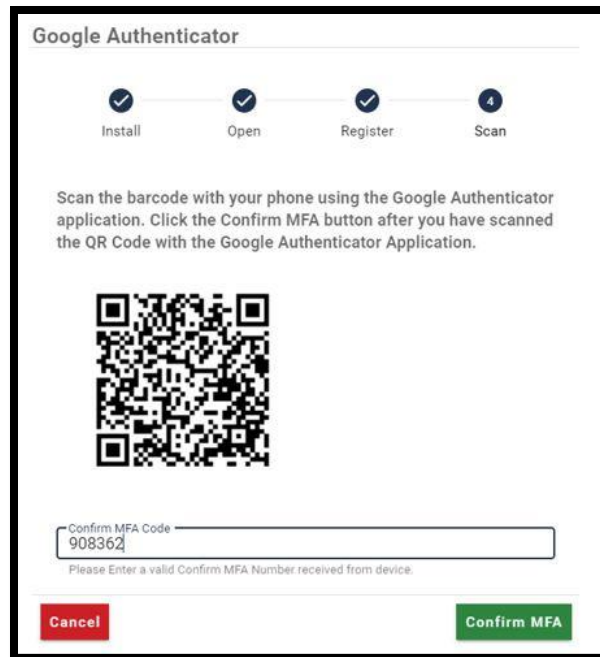 Google Authenticator
4
Install Open Register Scan
Scan the barcode with your phone using the Google Authenticator
application. Click the Confirm MFA button after you have scanned
the QR Code with the Google Authenticator Application.
Confirm MFA Code
908362
Please Enter a valid Confirm MFA Number received from device.
Cancel Confirm MFA